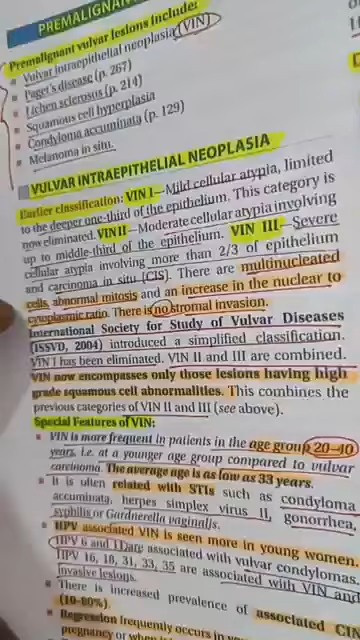 PREMALIGNAN
Premalignant vulvar lesions include:
▪ Vulvar intraepithelial neoplasia (VIN)
▪ Paget's disease (p. 267)
▪ Lichen sclerosus (p. 214)
▪ Squamous cell hyperplasia
▪ Condyloma accuminata (p. 129)
▪ Melanoma in situ.
VULVAR INTRAEPITHELIAL NEOPLASIA
Earlier classification: VIN I—Mild cellular atypia, limited
to the deeper one-third of the epithelium. This category is
now eliminated. VIN II—Moderate cellular atypia involving
up to middle-third of the epithelium. VIN III—Severe
cellular atypia involving more than 2/3 of epithelium
and carcinoma in situ (CIS). There are multinucleated
cells, abnormal mitosis and an increase in the nuclear to
cytoplasmic ratio. There is no stromal invasion.
International Society for Study of Vulvar Diseases
(ISSVD, 2004) introduced a simplified classification.
VIN I has been eliminated. VIN II and III are combined.
VIN now encompasses only those lesions having high
grade squamous cell abnormalities. This combines the
previous categories of VIN II and III (see above).
Special Features of VIN:
▪ VIN is more frequent in patients in the age group 20–40
years, i.e. at a younger age group compared to vulvar
carcinoma. The average age is as low as 33 years.
▪ It is often related with STIs such as condyloma
accuminata, herpes simplex virus II, gonorrhea,
syphilis or Gardnerella vaginalis.
▪ HPV associated VIN is seen more in young women.
HPV 6 and 11 are associated with vulvar condylomas.
HPV 16, 18, 31, 33, 35 are associated with VIN and
invasive lesions.
▪ There is increased prevalence of associated CI
(10–80%).
▪ Regression frequently occurs in
pregnancy or when